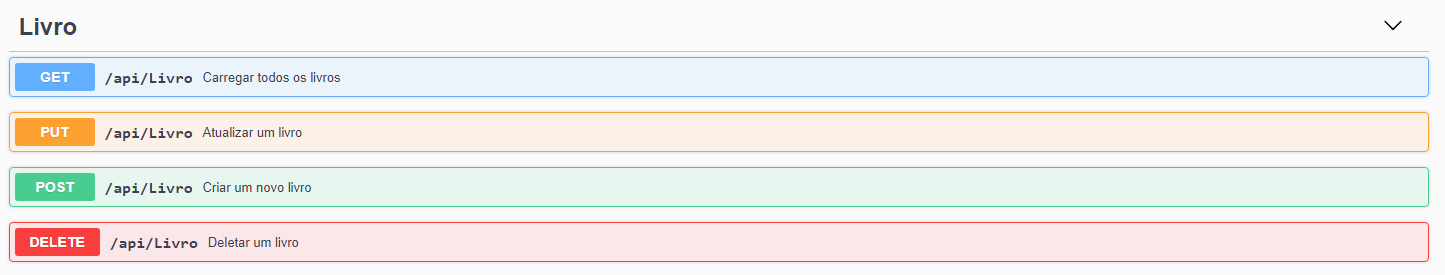 Livro
GET /api/Livro Carregar todos os livros
PUT /api/Livro Atualizar um livro
POST /api/Livro Criar um novo livro
DELETE /api/Livro Deletar um livro